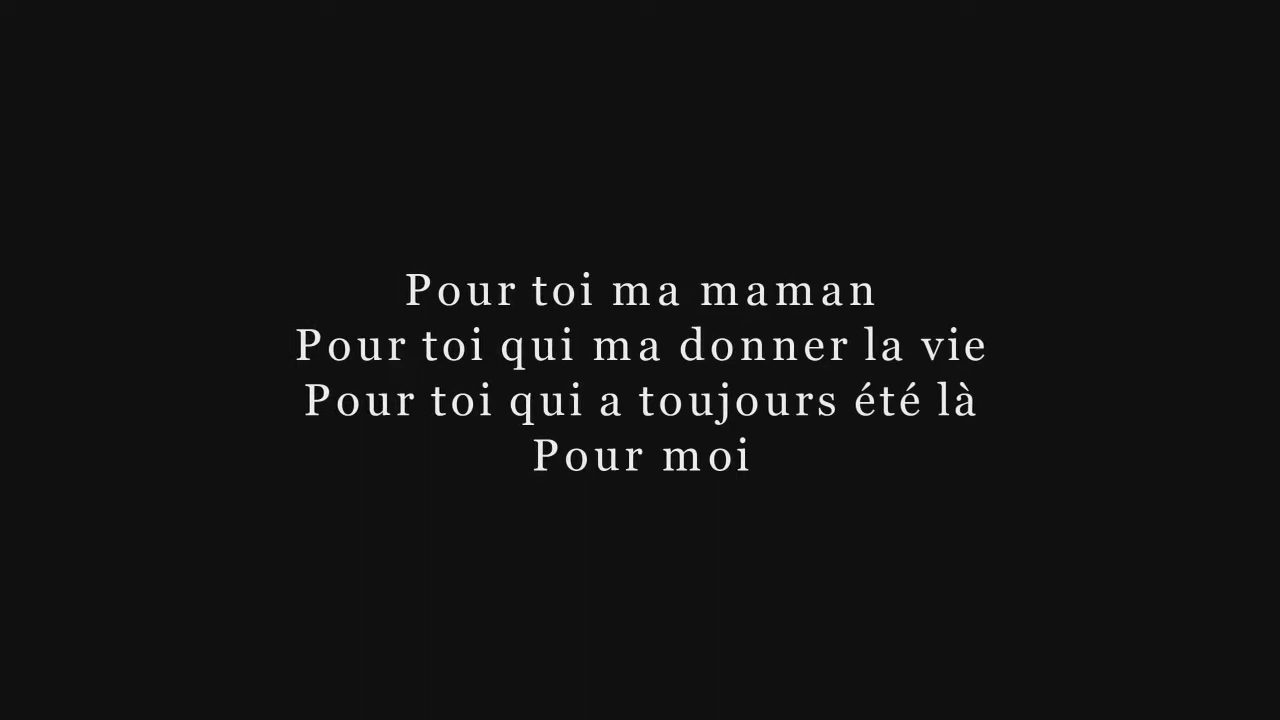 Pour toi ma maman
Pour toi qui ma donner la vie
Pour toi qui a toujours été là
Pour moi